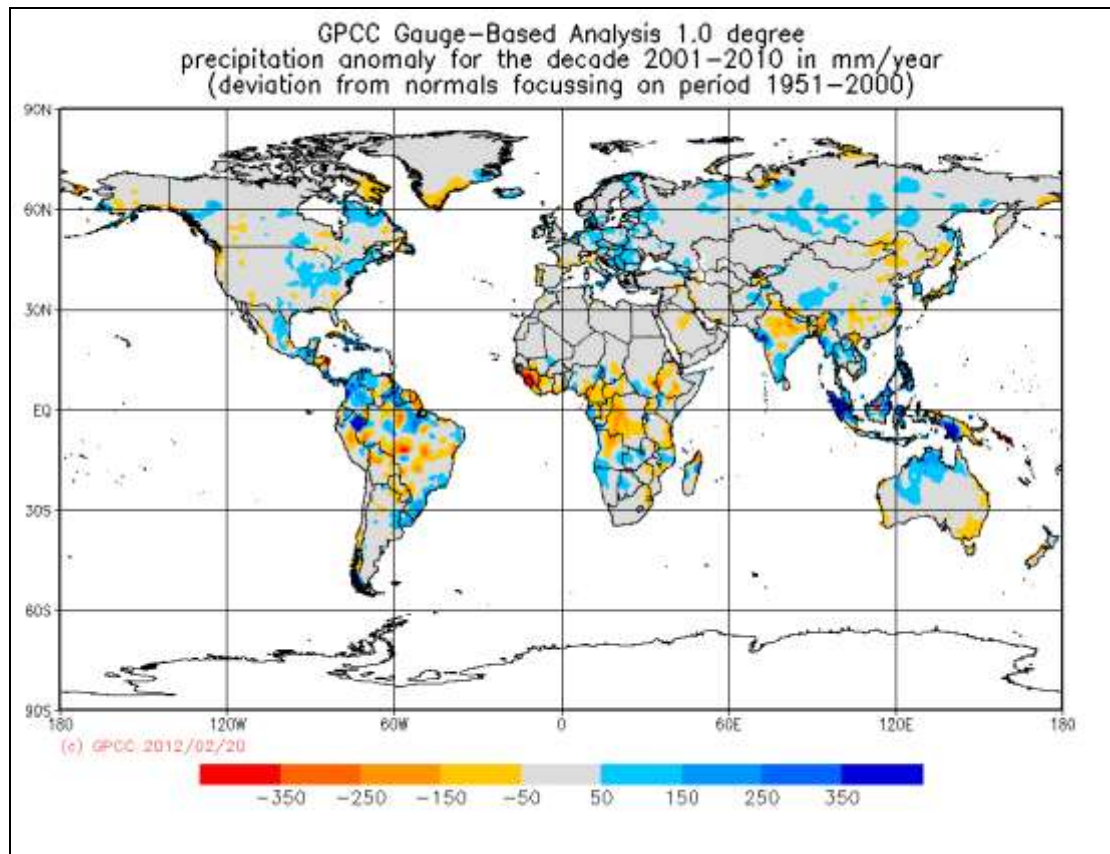 GPCC Gauge-Based Analysis 1.0 degree
precipitation anomaly for the decade 2001-2010 in mm/year
(deviation from normals focussing on period 1951-2000)
90N
60N
30N
EQ
30S
60S
90S
180 120W 60W 0 60E 120E 180
(c) GPCC 2012/02/20
-350 -250 -150 -50 50 150 250 350